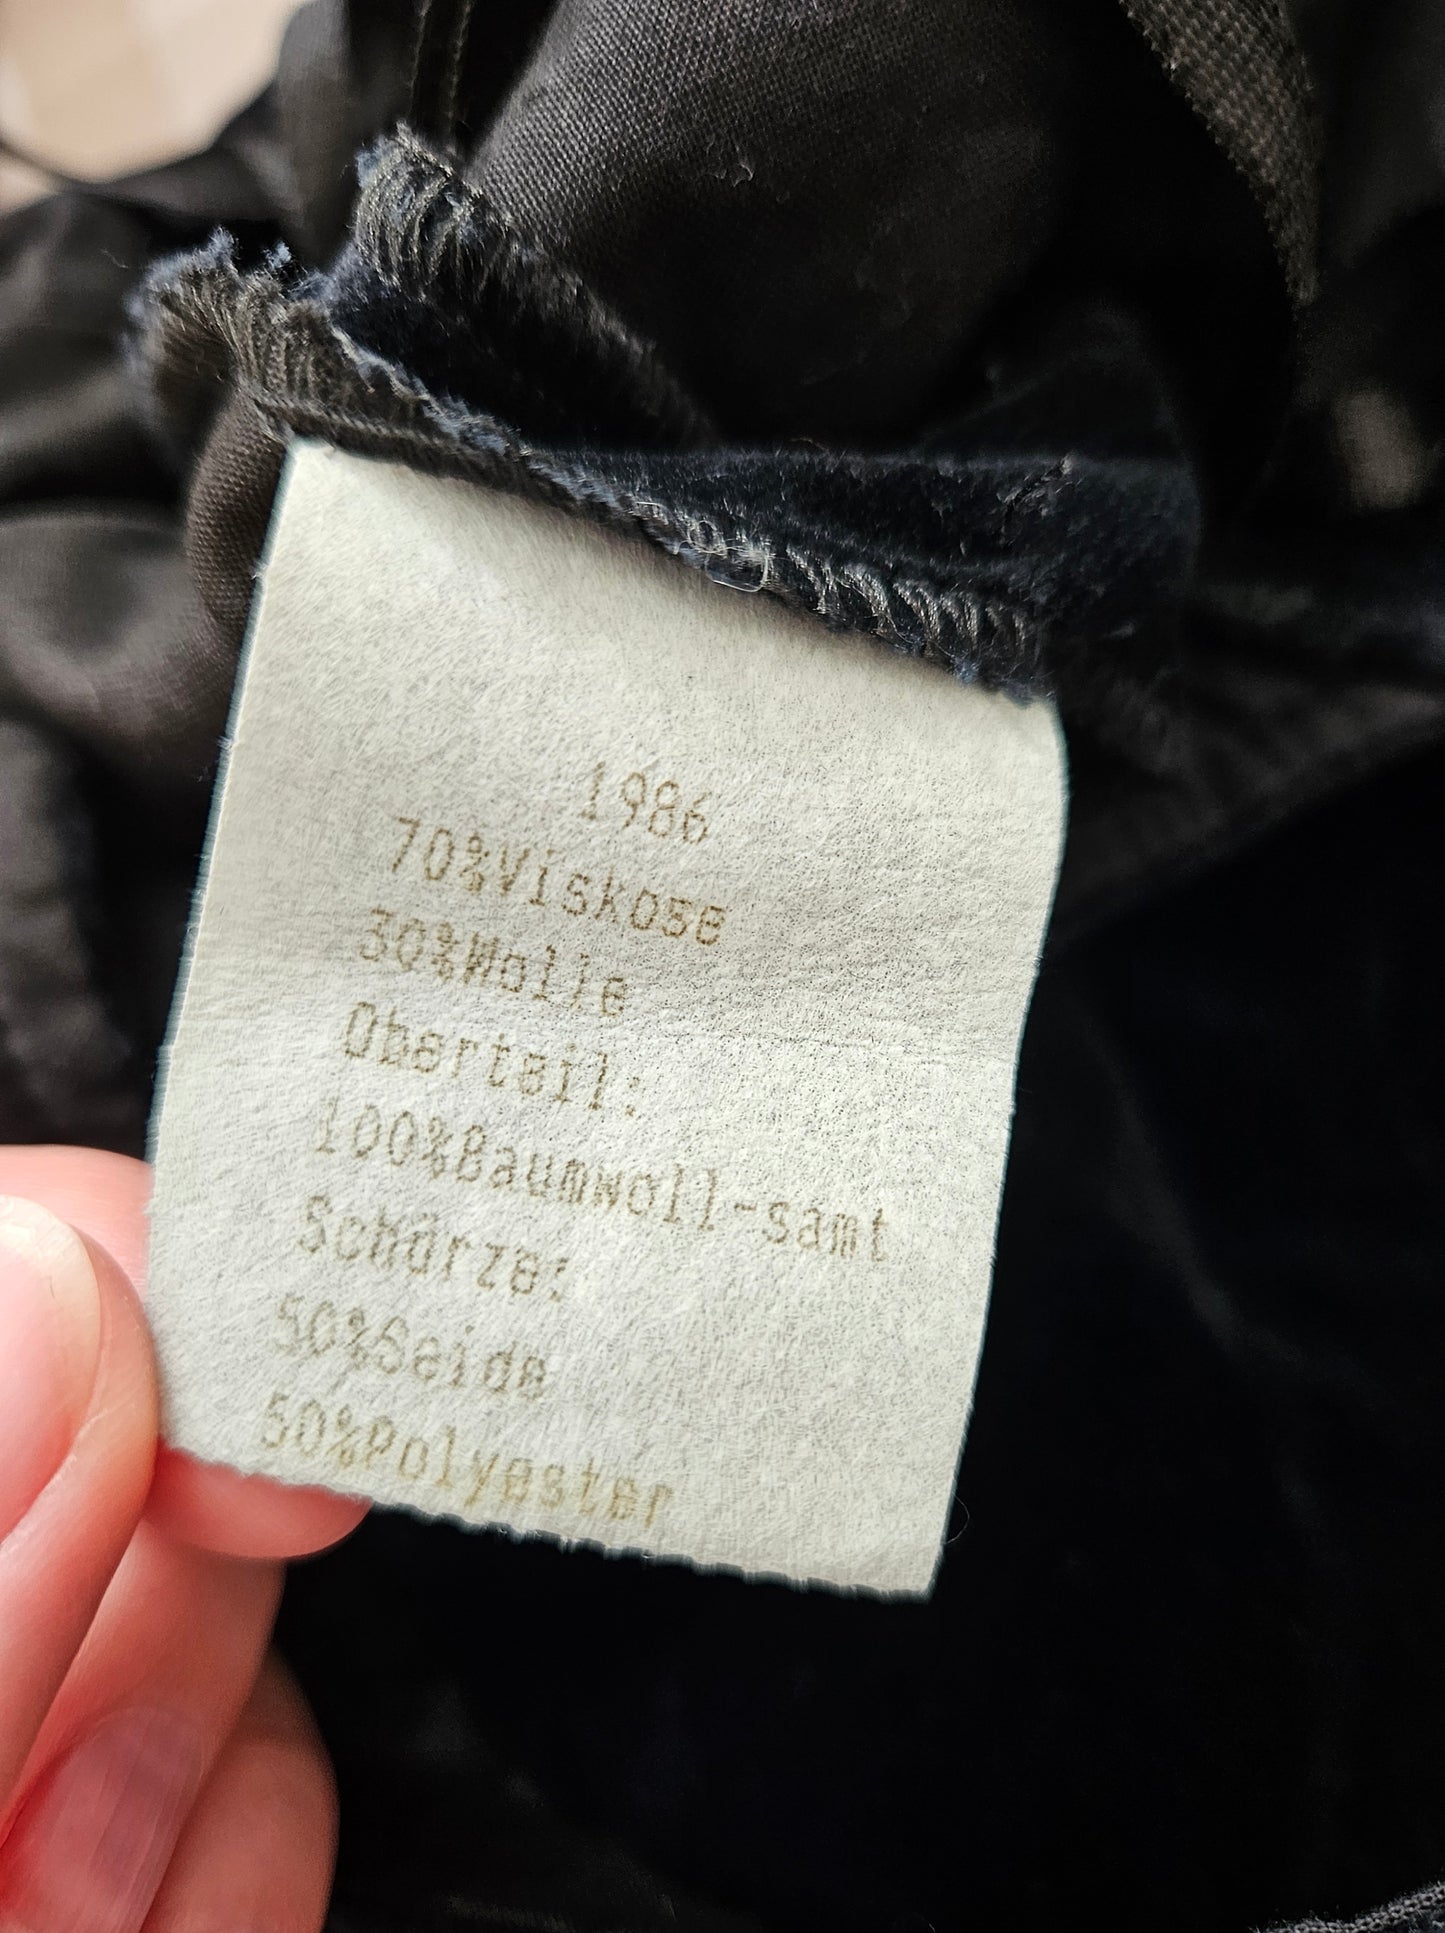 1986
70%Viskose
30%Wolle
Oberteil:
100%Baumwoll-samt
Schürze:
50%Seide
50%Polyester